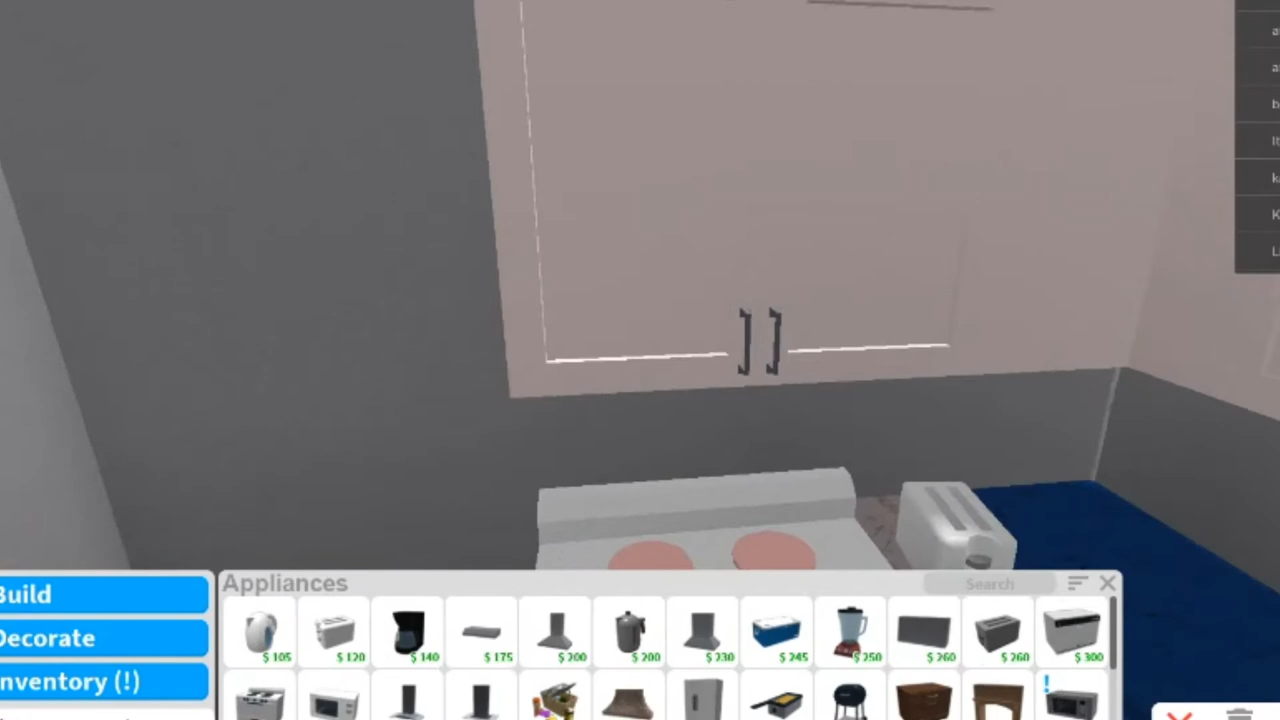 Build
Decorate
Inventory (!)
Appliances
Search
$ 105
$ 120
$ 140
$ 175
$ 200
$ 200
$ 230
$ 245
$ 250
$ 260
$ 260
$ 300
!